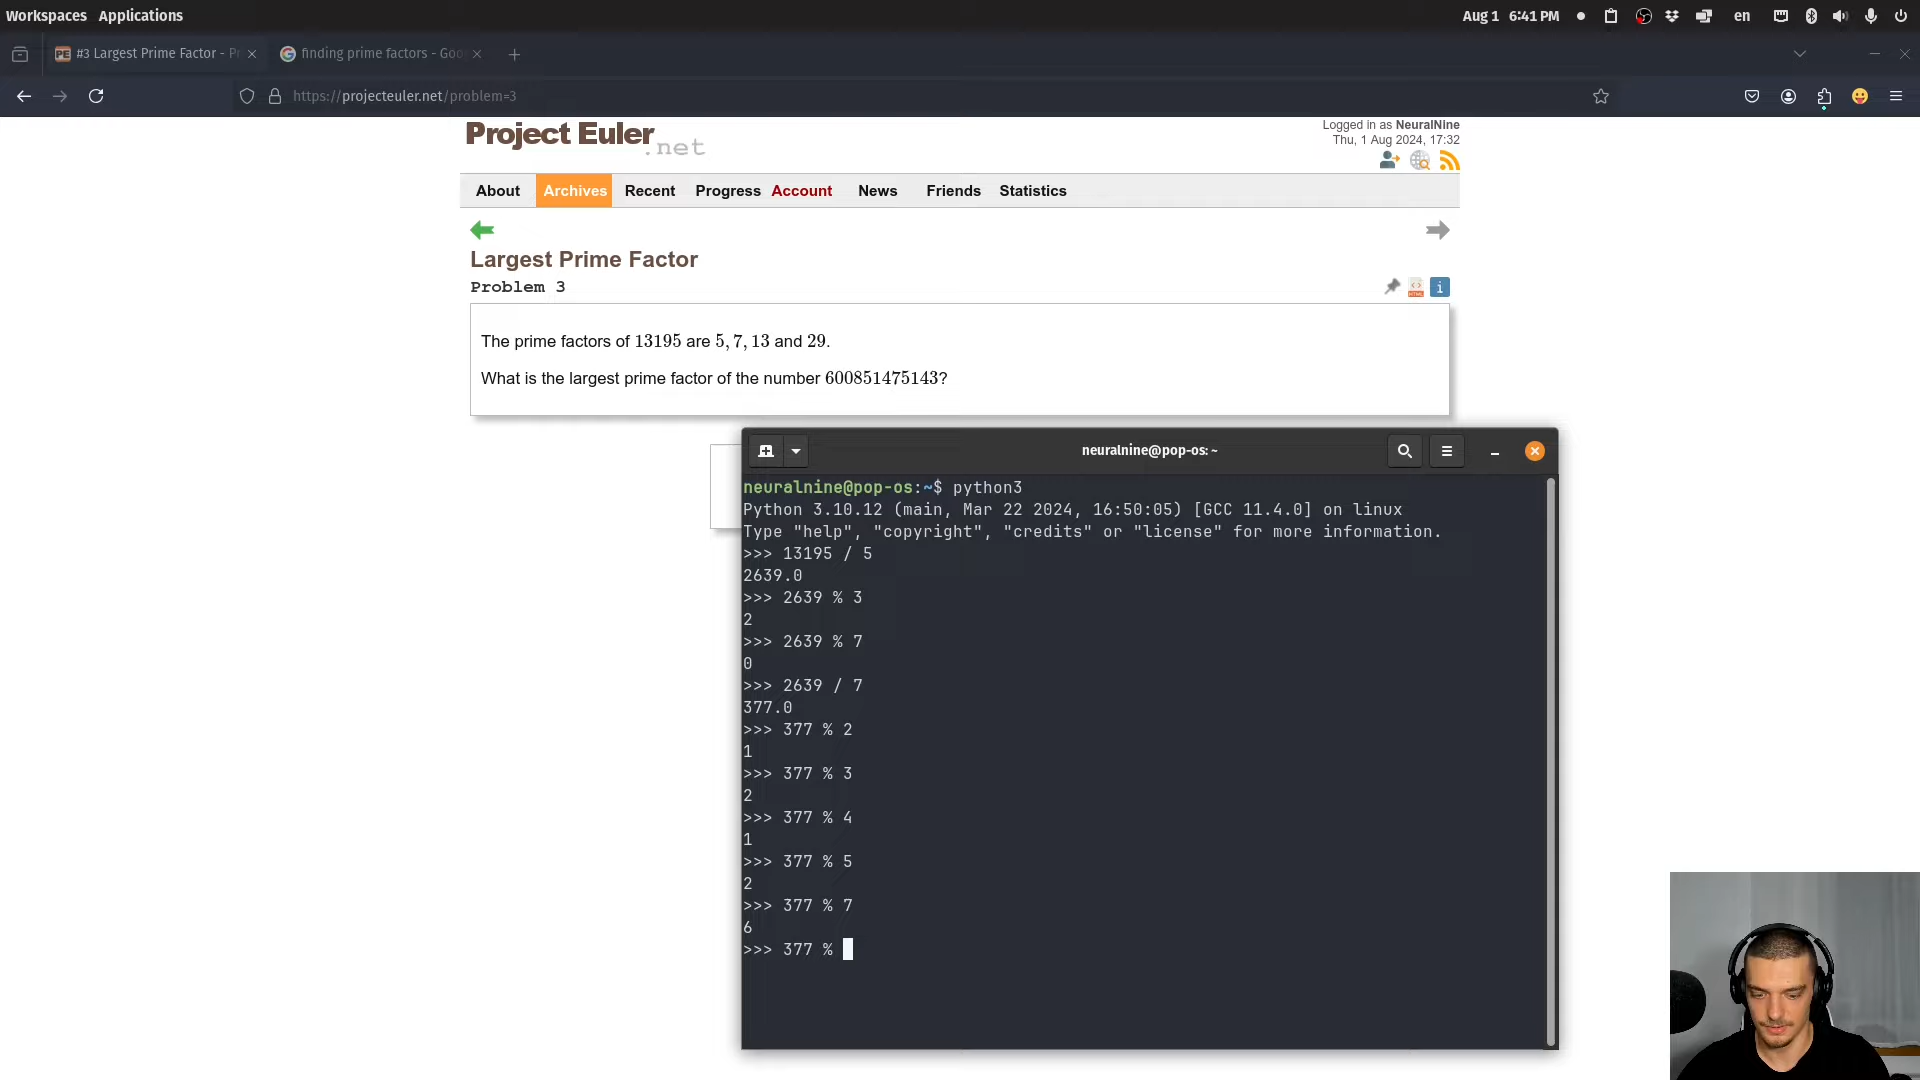 Workspaces Applications
Aug 1 6:41 PM
en
#3 Largest Prime Factor - P
finding prime factors - Goo
https://projecteuler.net/problem=3
Project Euler
.net
Logged in as NeuralNine
Thu, 1 Aug 2024, 17:32
About Archives Recent Progress Account News Friends Statistics
Largest Prime Factor
Problem 3
The prime factors of 13195 are 5, 7, 13 and 29.
What is the largest prime factor of the number 600851475143?
neuralnine@pop-os: ~
neuralnine@pop-os:~$ python3
Python 3.10.12 (main, Mar 22 2024, 16:50:05) [GCC 11.4.0] on linux
Type "help", "copyright", "credits" or "license" for more information.
>>> 13195 / 5
2639.0
>>> 2639 % 3
2
>>> 2639 % 7
0
>>> 2639 / 7
377.0
>>> 377 % 2
1
>>> 377 % 3
2
>>> 377 % 4
1
>>> 377 % 5
2
>>> 377 % 7
6
>>> 377 %